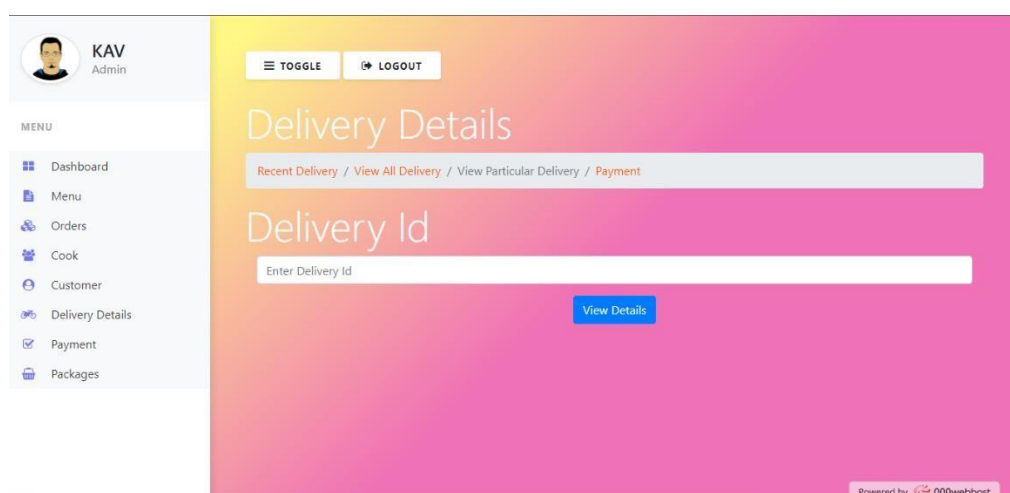 KAV
Admin
MENU
Dashboard
Menu
Orders
Cook
Customer
Delivery Details
Payment
Packages
TOGGLE
LOGOUT
Delivery Details
Recent Delivery / View All Delivery / View Particular Delivery / Payment
Delivery Id
Enter Delivery Id
View Details
Powered by 000webhost